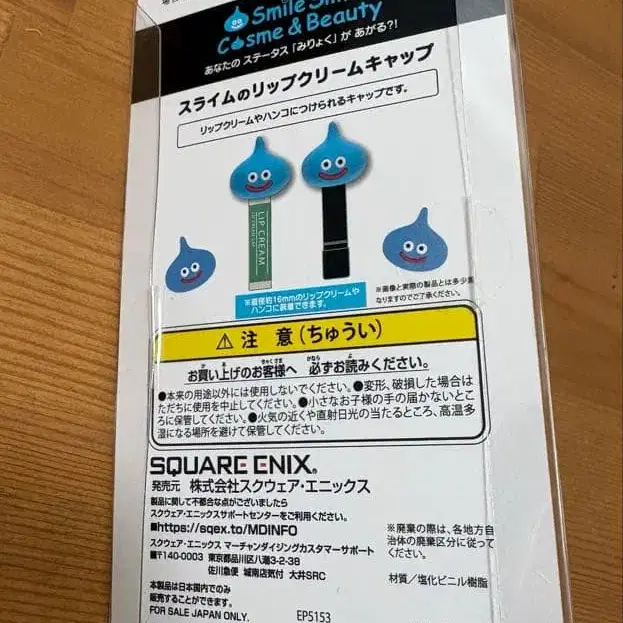 Smile Sli
Cosme & Beauty
あなたの ステータス「みりょく」が あがる?!
スライムのリップクリームキャップ
リップクリームやハンコにつけられるキャップです。
LIP CREAM
※直径約16mmのリップクリームや
ハンコに装着できます。
※画像と実際の製品とは多少異
なりますのでご了承ください。
⚠注 意(ちゅうい)
お買い上げのお客様へ 必ずお読みください。
●本来の用途以外には使用しないでください。●変形、破損した場合は
ただちに使用を中止してください。●小さなお子様の手の届かないとこ
ろに保管してください。●火気の近くや直射日光の当たるところ、高温多
湿になる場所を避けて保管してください。
SQUARE ENIX®
発売元 株式会社スクウェア・エニックス
製品に関して不都合な点がございましたら
スクウェア・エニックスサポートセンターをご利用ください。
■https://sqex.to/MDINFO
スクウェア・エニックス マーチャンダイジングカスタマーサポート
〒140-0003 東京都品川区八潮3-2-38
佐川急便 城南店気付 大井SRC
※廃棄の際は、各地方自
治体の廃棄区分に従って
ください。
材質/塩化ビニル樹脂
本製品は日本国内でのみ
販売することができます。
FOR SALE JAPAN ONLY.
EP5153